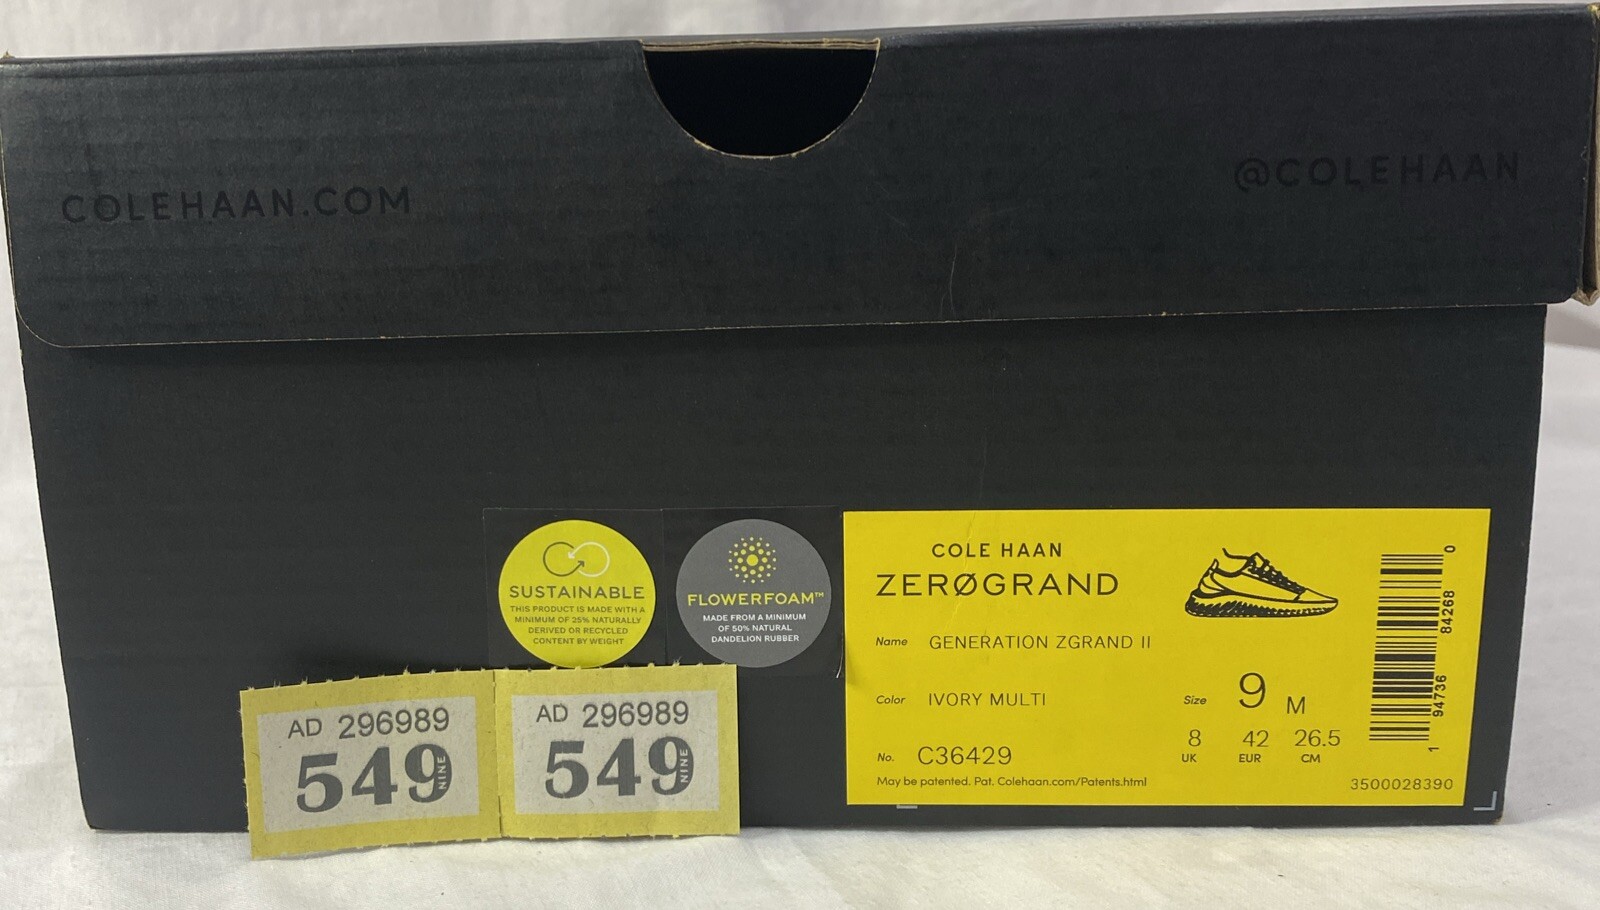 COLEHAAN.COM
@COLEHAAN
SUSTAINABLE
THIS PRODUCT IS MADE WITH A
MINIMUM OF 25% NATURALLY
DERIVED OR RECYCLED
CONTENT BY WEIGHT
FLOWERFOAM™
MADE FROM A MINIMUM
OF 50% NATURAL
DANDELION RUBBER
COLE HAAN
ZERØGRAND
Name GENERATION ZGRAND II
Color IVORY MULTI
Size 9 M
8 42 26.5
UK EUR CM
No. C36429
May be patented. Pat. Colehaan.com/Patents.html
3500028390
1 94736 84268 0
AD 296989
549 NINE
AD 296989
549 NINE